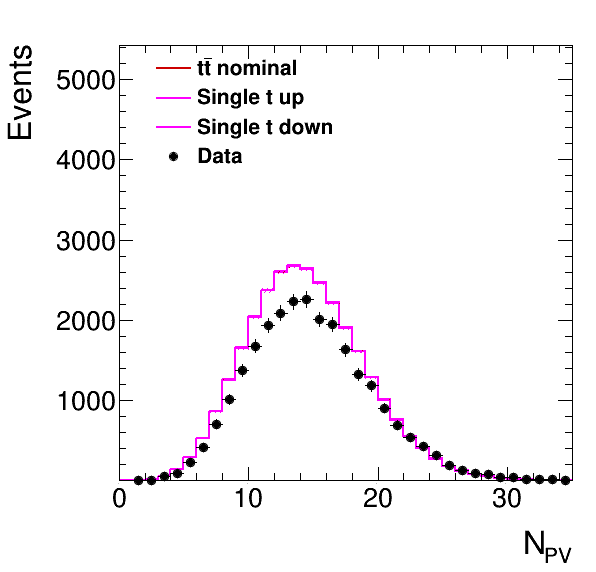 Events
5000
4000
3000
2000
1000
tt̄ nominal
Single t up
Single t down
Data
0 10 20 30
N_PV